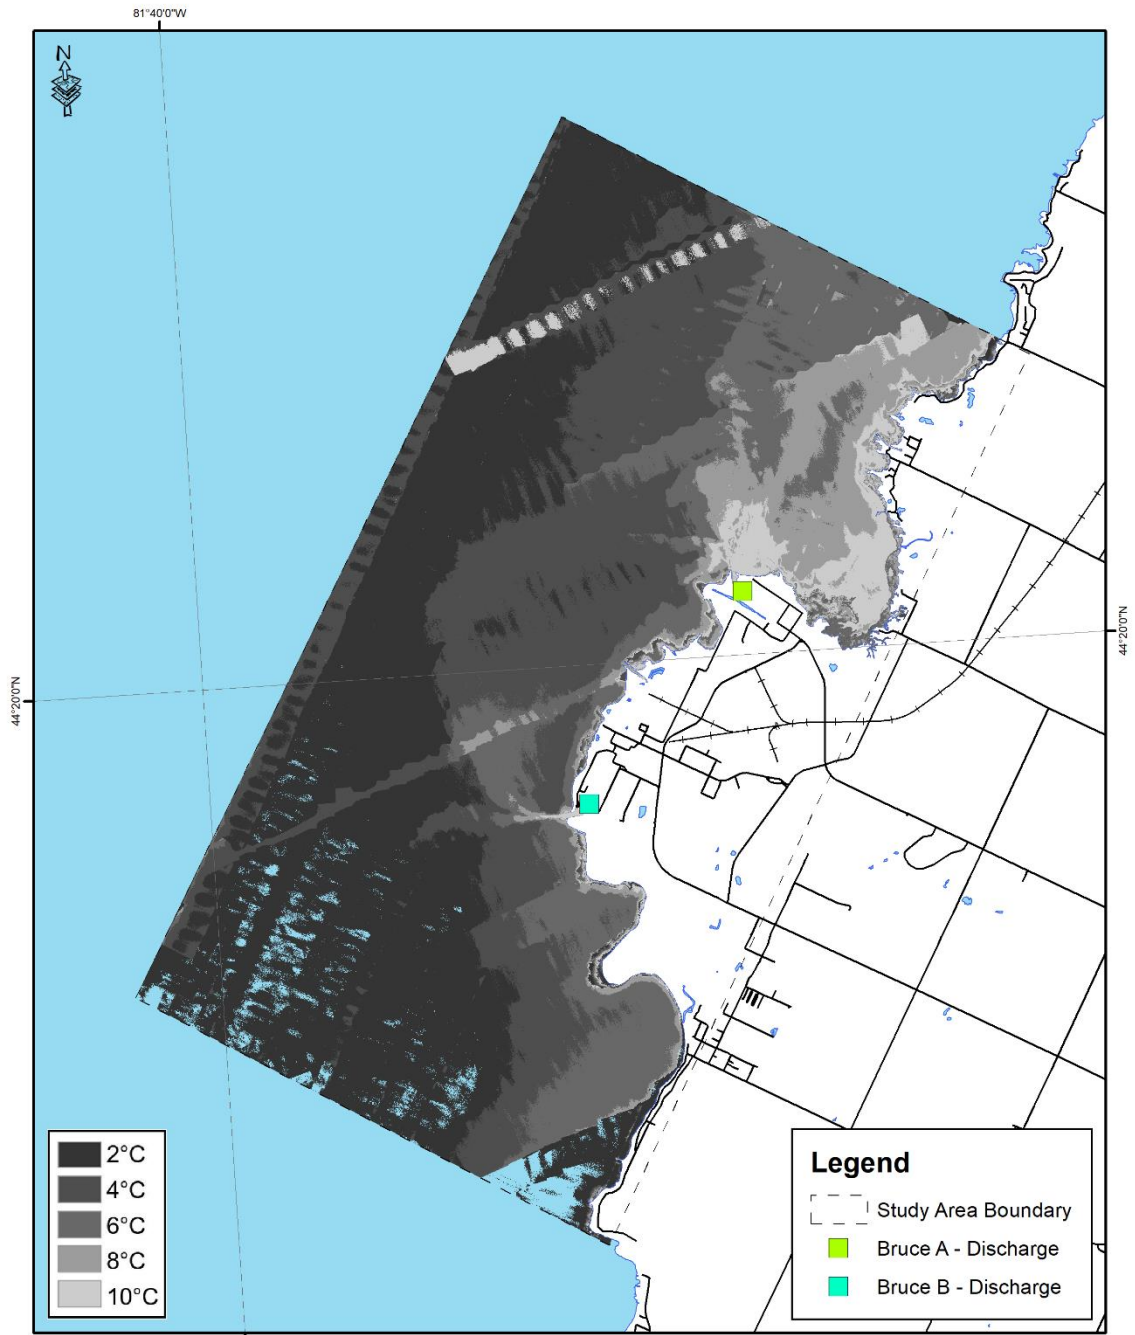 81°40'0"W
N
44°20'0"N
44°20'0"N
2°C
4°C
6°C
8°C
10°C
Legend
Study Area Boundary
Bruce A - Discharge
Bruce B - Discharge